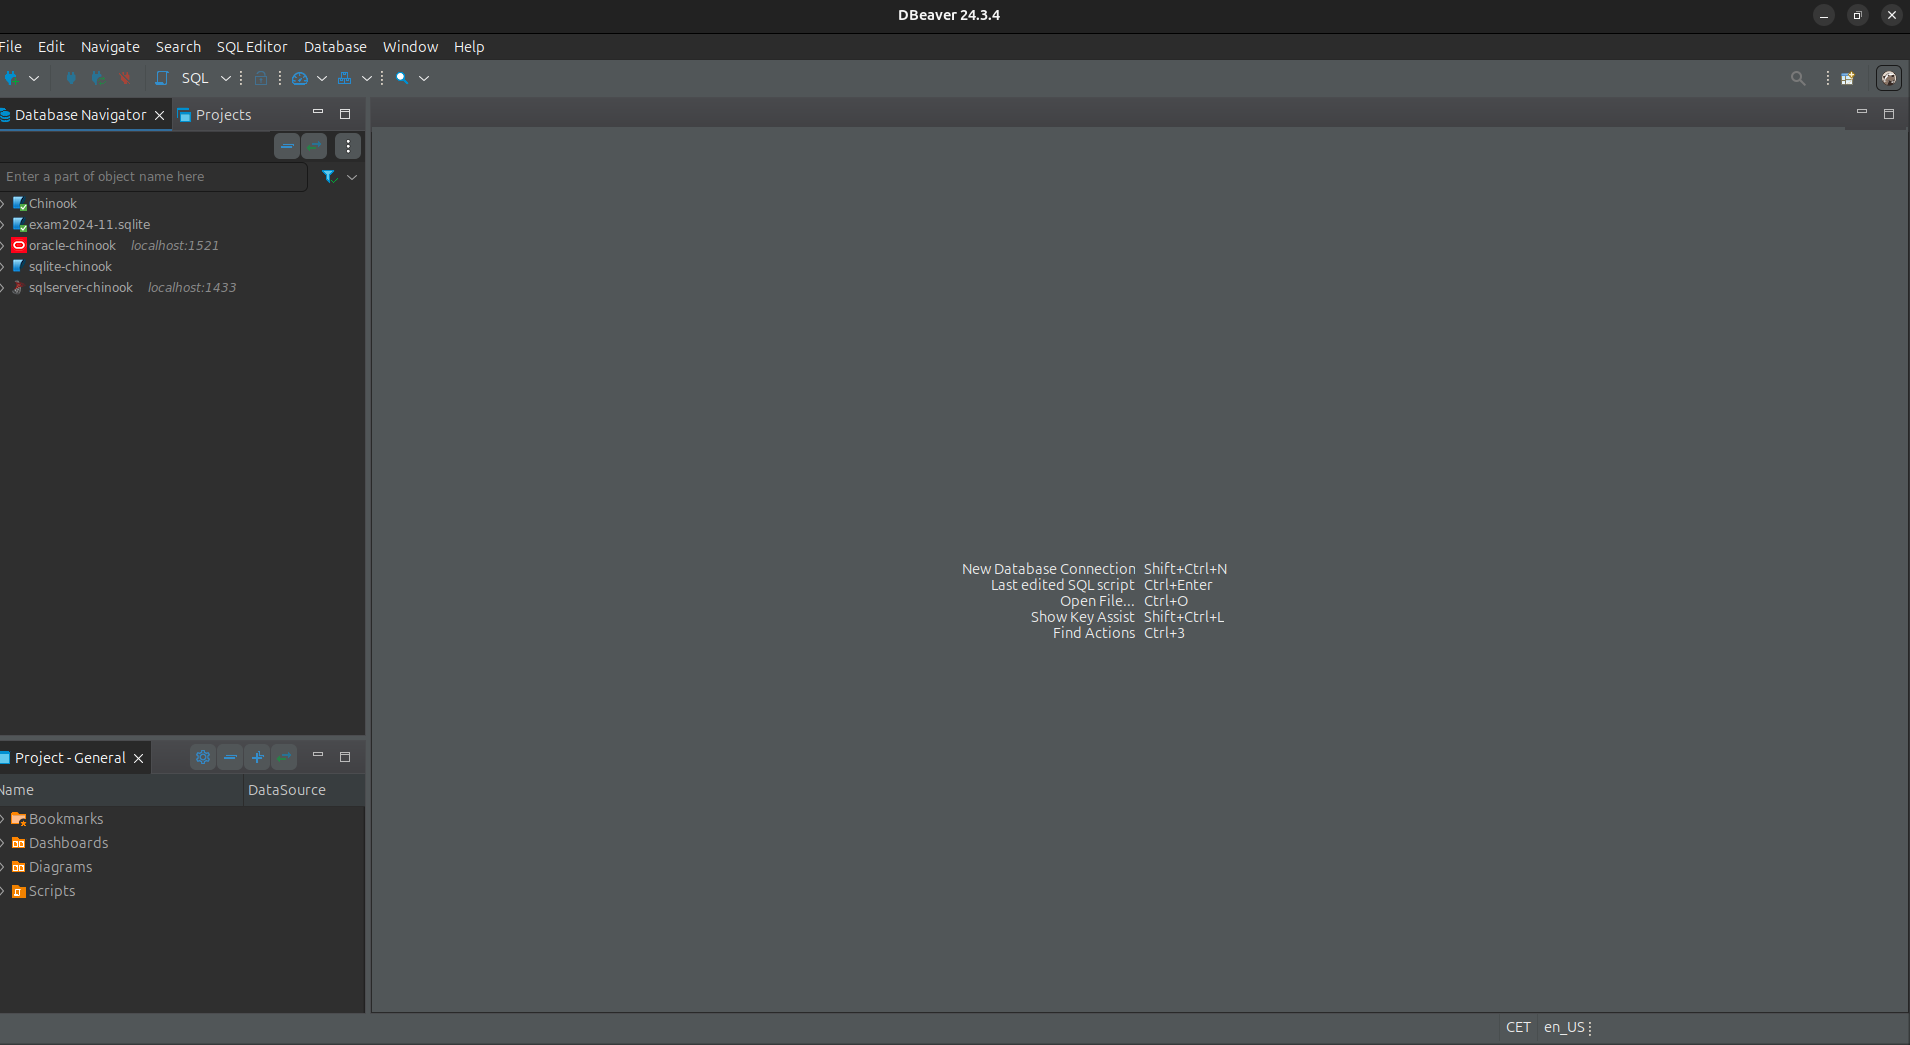 DBeaver 24.3.4
File Edit Navigate Search SQL Editor Database Window Help
SQL
Database Navigator Projects
Enter a part of object name here
Chinook
exam2024-11.sqlite
oracle-chinook localhost:1521
sqlite-chinook
sqlserver-chinook localhost:1433
New Database Connection Shift+Ctrl+N
Last edited SQL script Ctrl+Enter
Open File... Ctrl+O
Show Key Assist Shift+Ctrl+L
Find Actions Ctrl+3
Project - General
Name DataSource
Bookmarks
Dashboards
Diagrams
Scripts
CET en_US